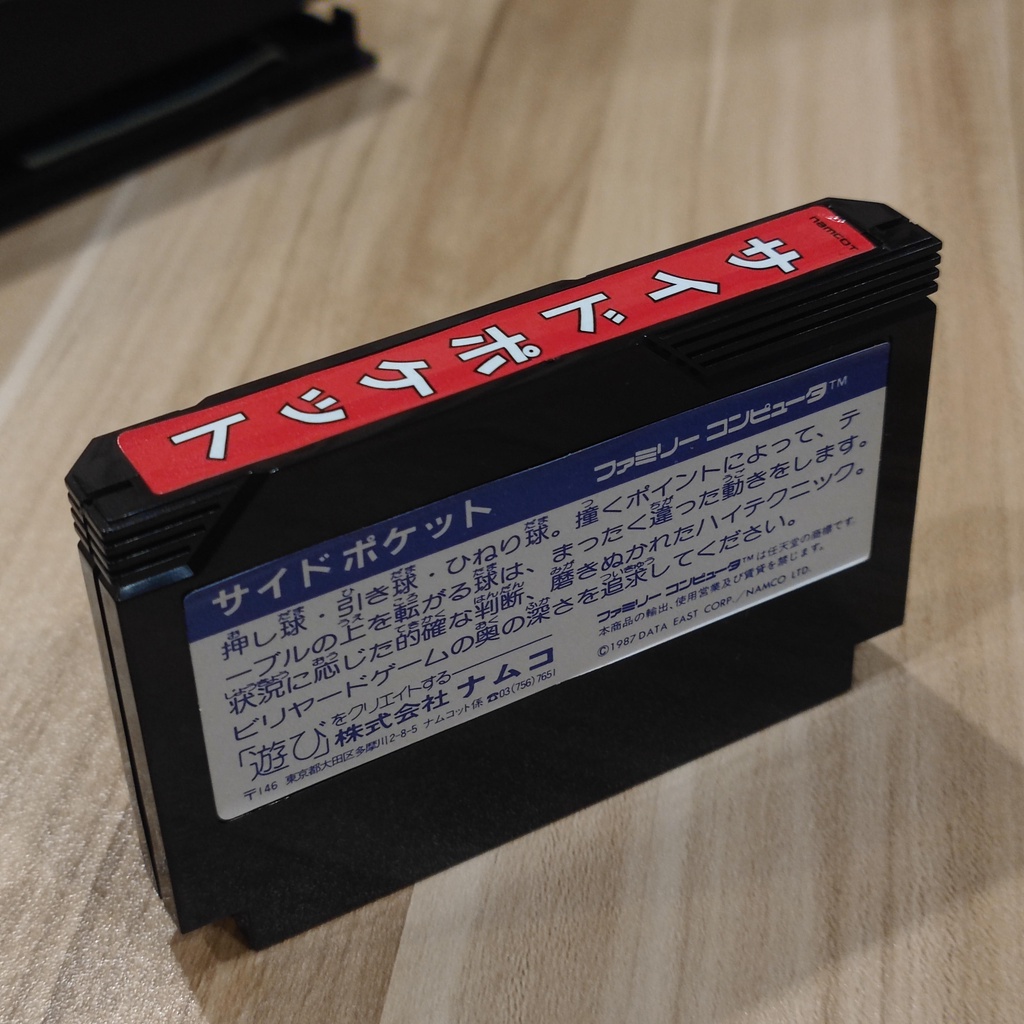 namcot
サイドポケット
サイドポケット ファミリー コンピュータ™
押し球・引き球・ひねり球。撞くポイントによって、テ
ーブルの上を転がる球は、まったく違った動きをします。
状況に応じた的確な判断、磨きぬかれたハイテクニック。
ビリヤードゲームの奥の深さを追求してください。
「遊び」をクリエイトする——
株式会社 ナムコ
〒146 東京都大田区多摩川2-8-5 ナムコット係 ☎03(756)7651
ファミリー コンピュータ™は任天堂の商標です。
本商品の輸出、使用営業及び賃貸を禁じます。
©1987 DATA EAST CORP./NAMCO LTD.